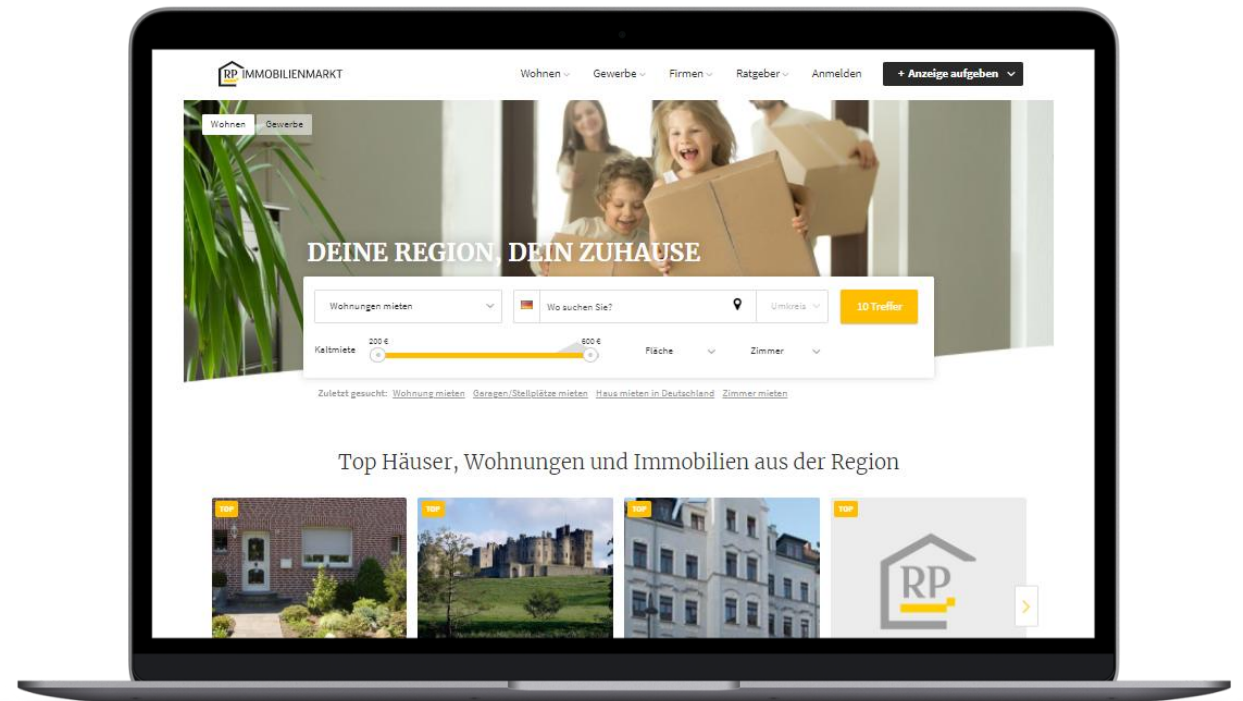 RP IMMOBILIENMARKT
Wohnen Gewerbe Firmen Ratgeber Anmelden + Anzeige aufgeben
Wohnen Gewerbe
DEINE REGION, DEIN ZUHAUSE
Wohnungen mieten Wo suchen Sie? Umkreis 10 Treffer
200 € 600 €
Kaltmiete Fläche Zimmer
Zuletzt gesucht: Wohnung mieten Garagen/Stellplätze mieten Haus mieten in Deutschland Zimmer mieten
Top Häuser, Wohnungen und Immobilien aus der Region
TOP TOP TOP TOP
RP